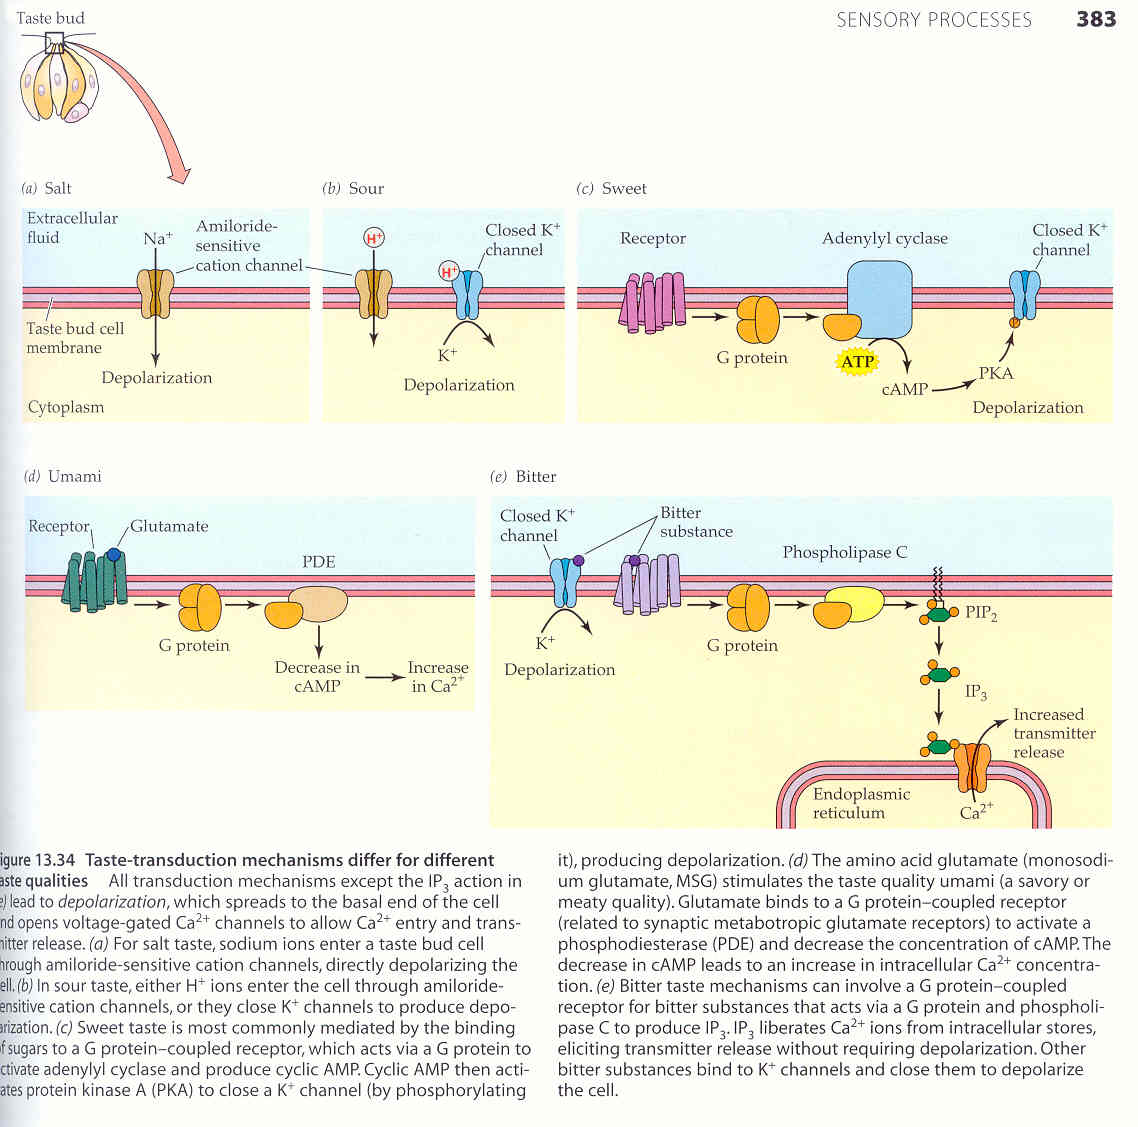 Taste bud
SENSORY PROCESSES 383
(a) Salt
Extracellular
fluid
Na⁺
Amiloride-
sensitive
cation channel
Taste bud cell
membrane
Depolarization
Cytoplasm
(b) Sour
H⁺
H⁺
Closed K⁺
channel
K⁺
Depolarization
(c) Sweet
Receptor
Adenylyl cyclase
Closed K⁺
channel
G protein
ATP
cAMP
PKA
Depolarization
(d) Umami
Receptor
Glutamate
PDE
G protein
Decrease in
cAMP
Increase
in Ca²⁺
(e) Bitter
Closed K⁺
channel
Bitter
substance
Phospholipase C
K⁺
Depolarization
G protein
PIP₂
IP₃
Increased
transmitter
release
Endoplasmic
reticulum
Ca²⁺
igure 13.34 Taste-transduction mechanisms differ for different
aste qualities All transduction mechanisms except the IP₃ action in
e) lead to depolarization, which spreads to the basal end of the cell
nd opens voltage-gated Ca²⁺ channels to allow Ca²⁺ entry and trans-
itter release. (a) For salt taste, sodium ions enter a taste bud cell
hrough amiloride-sensitive cation channels, directly depolarizing the
ell. (b) In sour taste, either H⁺ ions enter the cell through amiloride-
ensitive cation channels, or they close K⁺ channels to produce depo-
arization. (c) Sweet taste is most commonly mediated by the binding
f sugars to a G protein–coupled receptor, which acts via a G protein to
ctivate adenylyl cyclase and produce cyclic AMP. Cyclic AMP then acti-
ates protein kinase A (PKA) to close a K⁺ channel (by phosphorylating
it), producing depolarization. (d) The amino acid glutamate (monosodi-
um glutamate, MSG) stimulates the taste quality umami (a savory or
meaty quality). Glutamate binds to a G protein–coupled receptor
(related to synaptic metabotropic glutamate receptors) to activate a
phosphodiesterase (PDE) and decrease the concentration of cAMP. The
decrease in cAMP leads to an increase in intracellular Ca²⁺ concentra-
tion. (e) Bitter taste mechanisms can involve a G protein–coupled
receptor for bitter substances that acts via a G protein and phospholi-
pase C to produce IP₃. IP₃ liberates Ca²⁺ ions from intracellular stores,
eliciting transmitter release without requiring depolarization. Other
bitter substances bind to K⁺ channels and close them to depolarize
the cell.